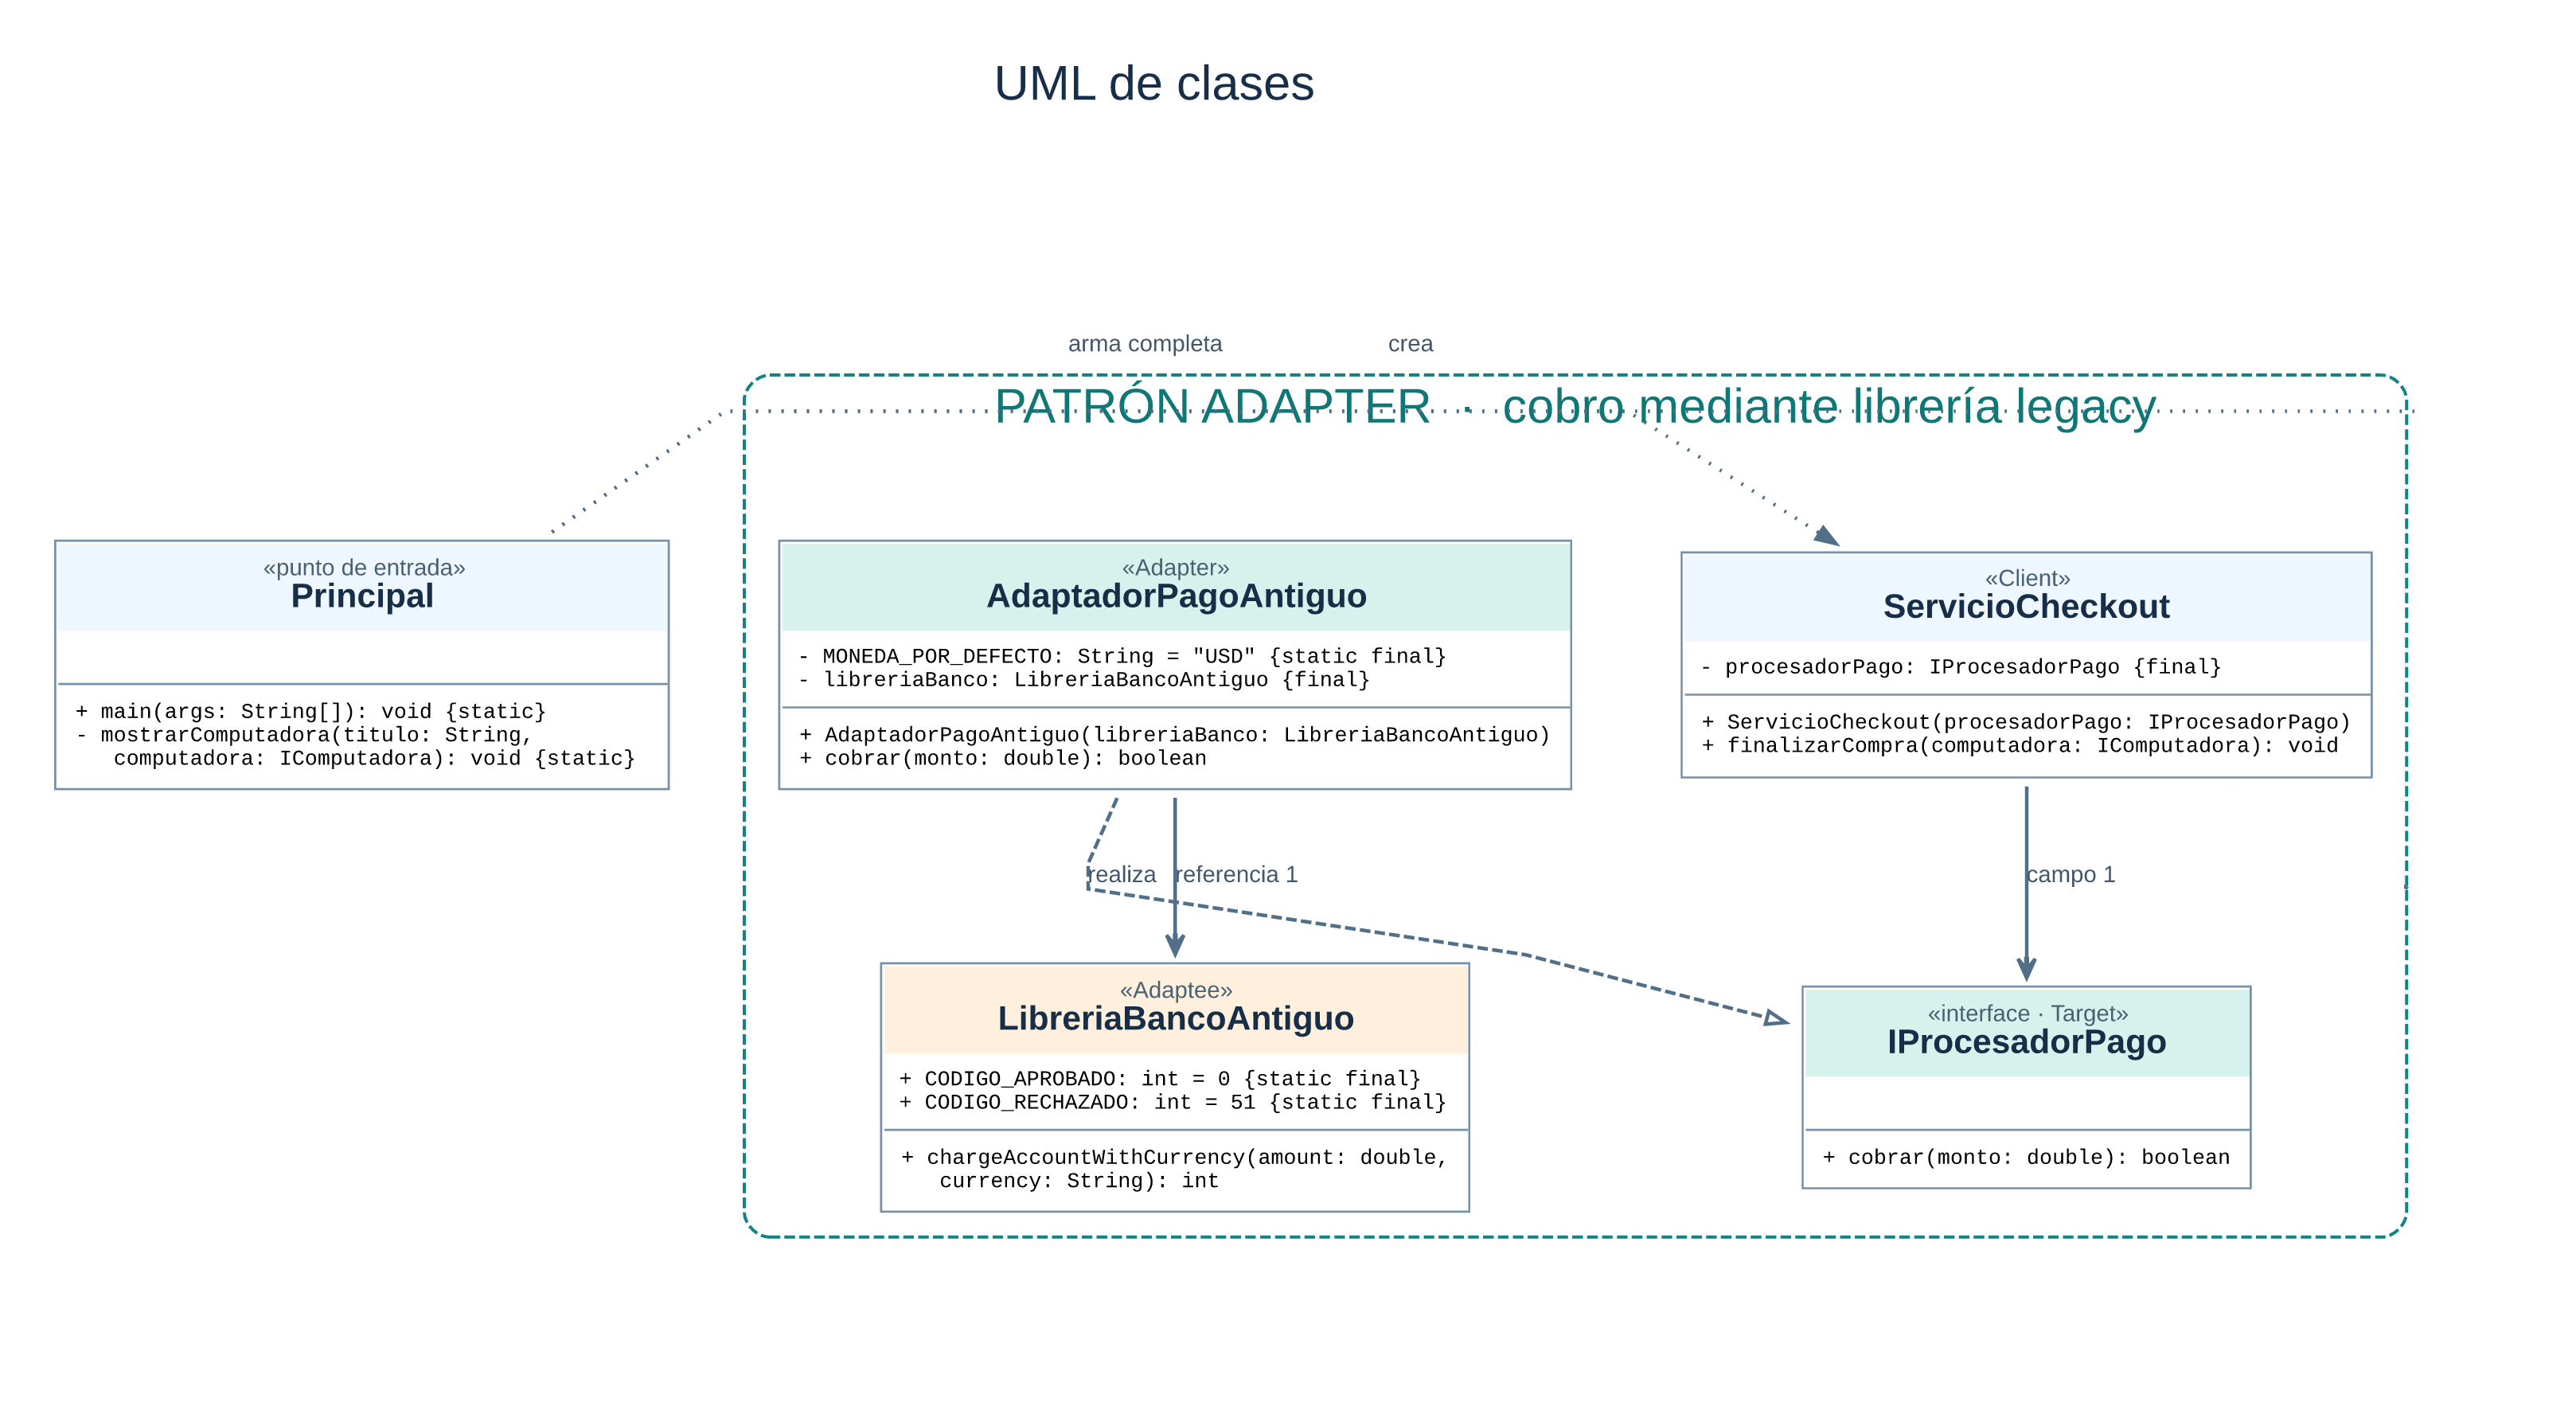 UML de clases
arma completa
crea
PATRÓN ADAPTER · cobro mediante librería legacy
«punto de entrada»
Principal
+ main(args: String[]): void {static}
- mostrarComputadora(titulo: String,
computadora: IComputadora): void {static}
«Adapter»
AdaptadorPagoAntiguo
- MONEDA_POR_DEFECTO: String = "USD" {static final}
- libreriaBanco: LibreriaBancoAntiguo {final}
+ AdaptadorPagoAntiguo(libreriaBanco: LibreriaBancoAntiguo)
+ cobrar(monto: double): boolean
«Client»
ServicioCheckout
- procesadorPago: IProcesadorPago {final}
+ ServicioCheckout(procesadorPago: IProcesadorPago)
+ finalizarCompra(computadora: IComputadora): void
realiza
referencia 1
campo 1
«Adaptee»
LibreriaBancoAntiguo
+ CODIGO_APROBADO: int = 0 {static final}
+ CODIGO_RECHAZADO: int = 51 {static final}
+ chargeAccountWithCurrency(amount: double,
currency: String): int
«interface · Target»
IProcesadorPago
+ cobrar(monto: double): boolean